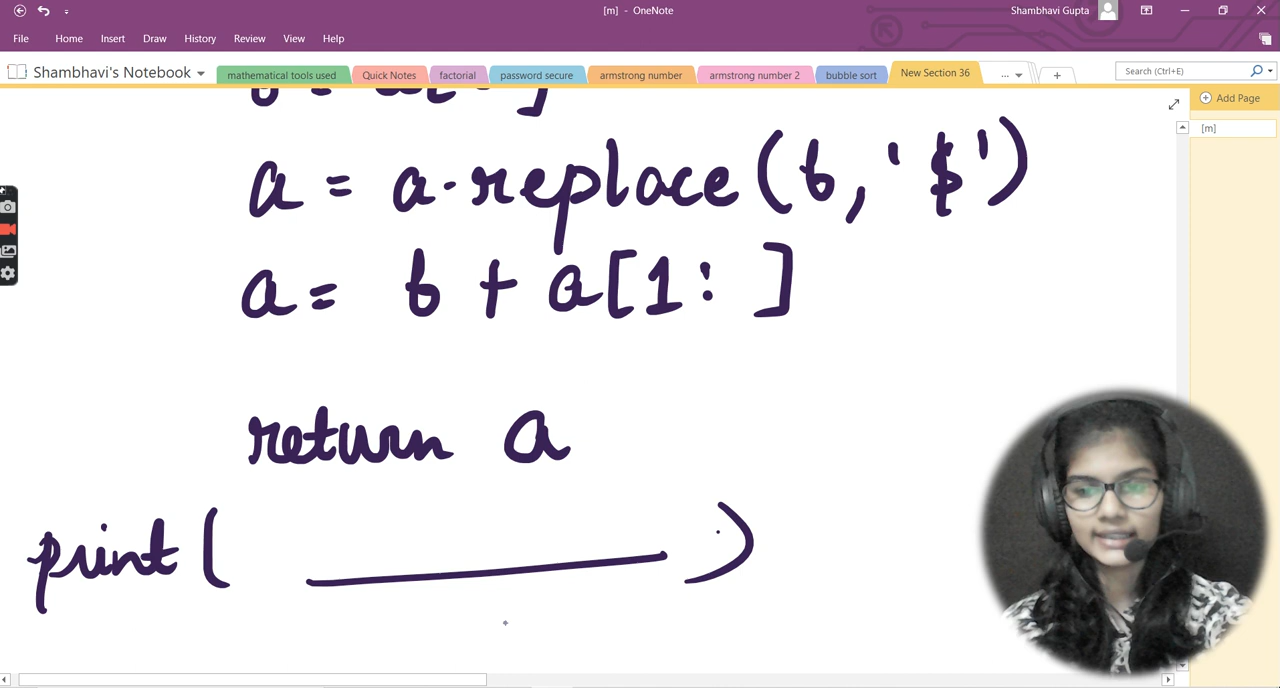 [m] - OneNote
Shambhavi Gupta
File Home Insert Draw History Review View Help
Shambhavi's Notebook
mathematical tools used
Quick Notes
factorial
password secure
armstrong number
armstrong number 2
bubble sort
New Section 36
...
+
Search (Ctrl+E)
Add Page
[m]
a = a.replace(b, '$')
a = b + a[1: ]
return a
print( )